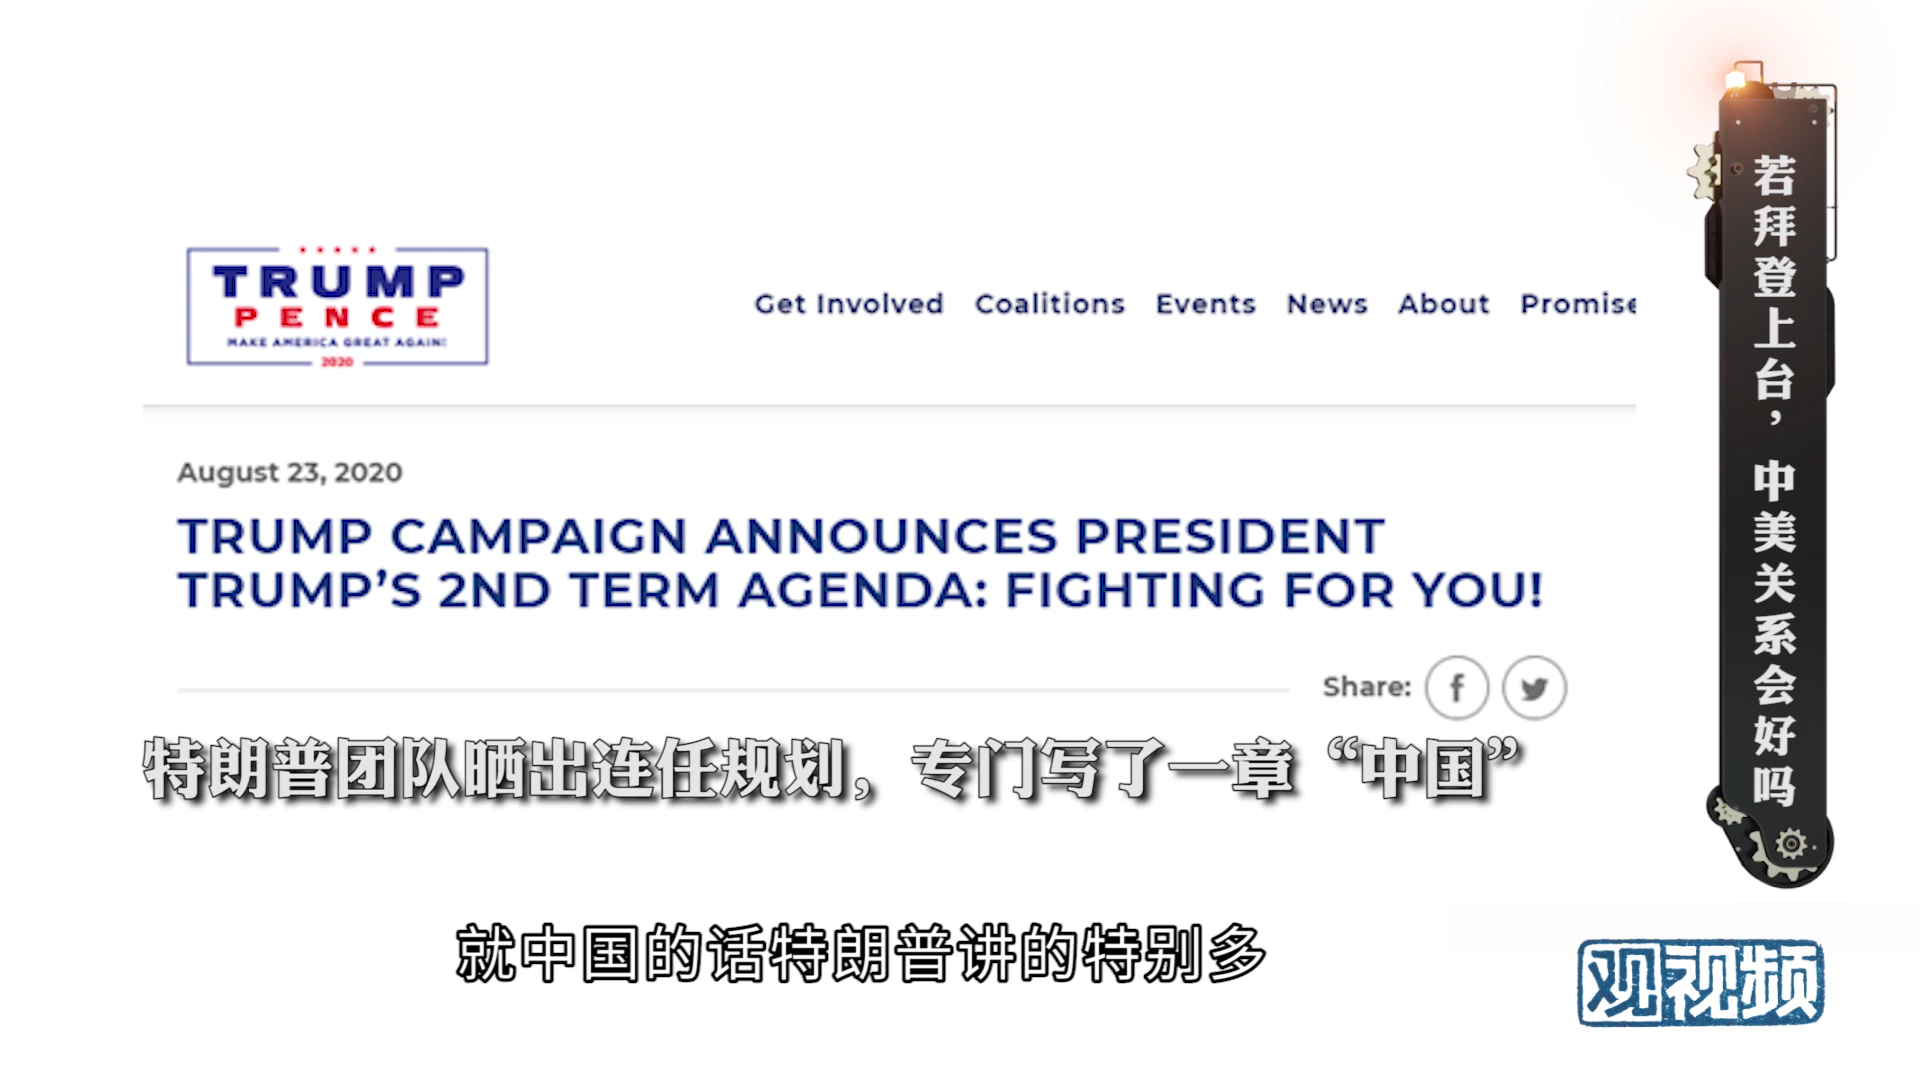 TRUMP
PENCE
MAKE AMERICA GREAT AGAIN!
2020
Get Involved Coalitions Events News About Promise
August 23, 2020
TRUMP CAMPAIGN ANNOUNCES PRESIDENT
TRUMP’S 2ND TERM AGENDA: FIGHTING FOR YOU!
Share:
特朗普团队晒出连任规划，专门写了一章“中国”
就中国的话特朗普讲的特别多
若拜登上台，中美关系会好吗
观视频